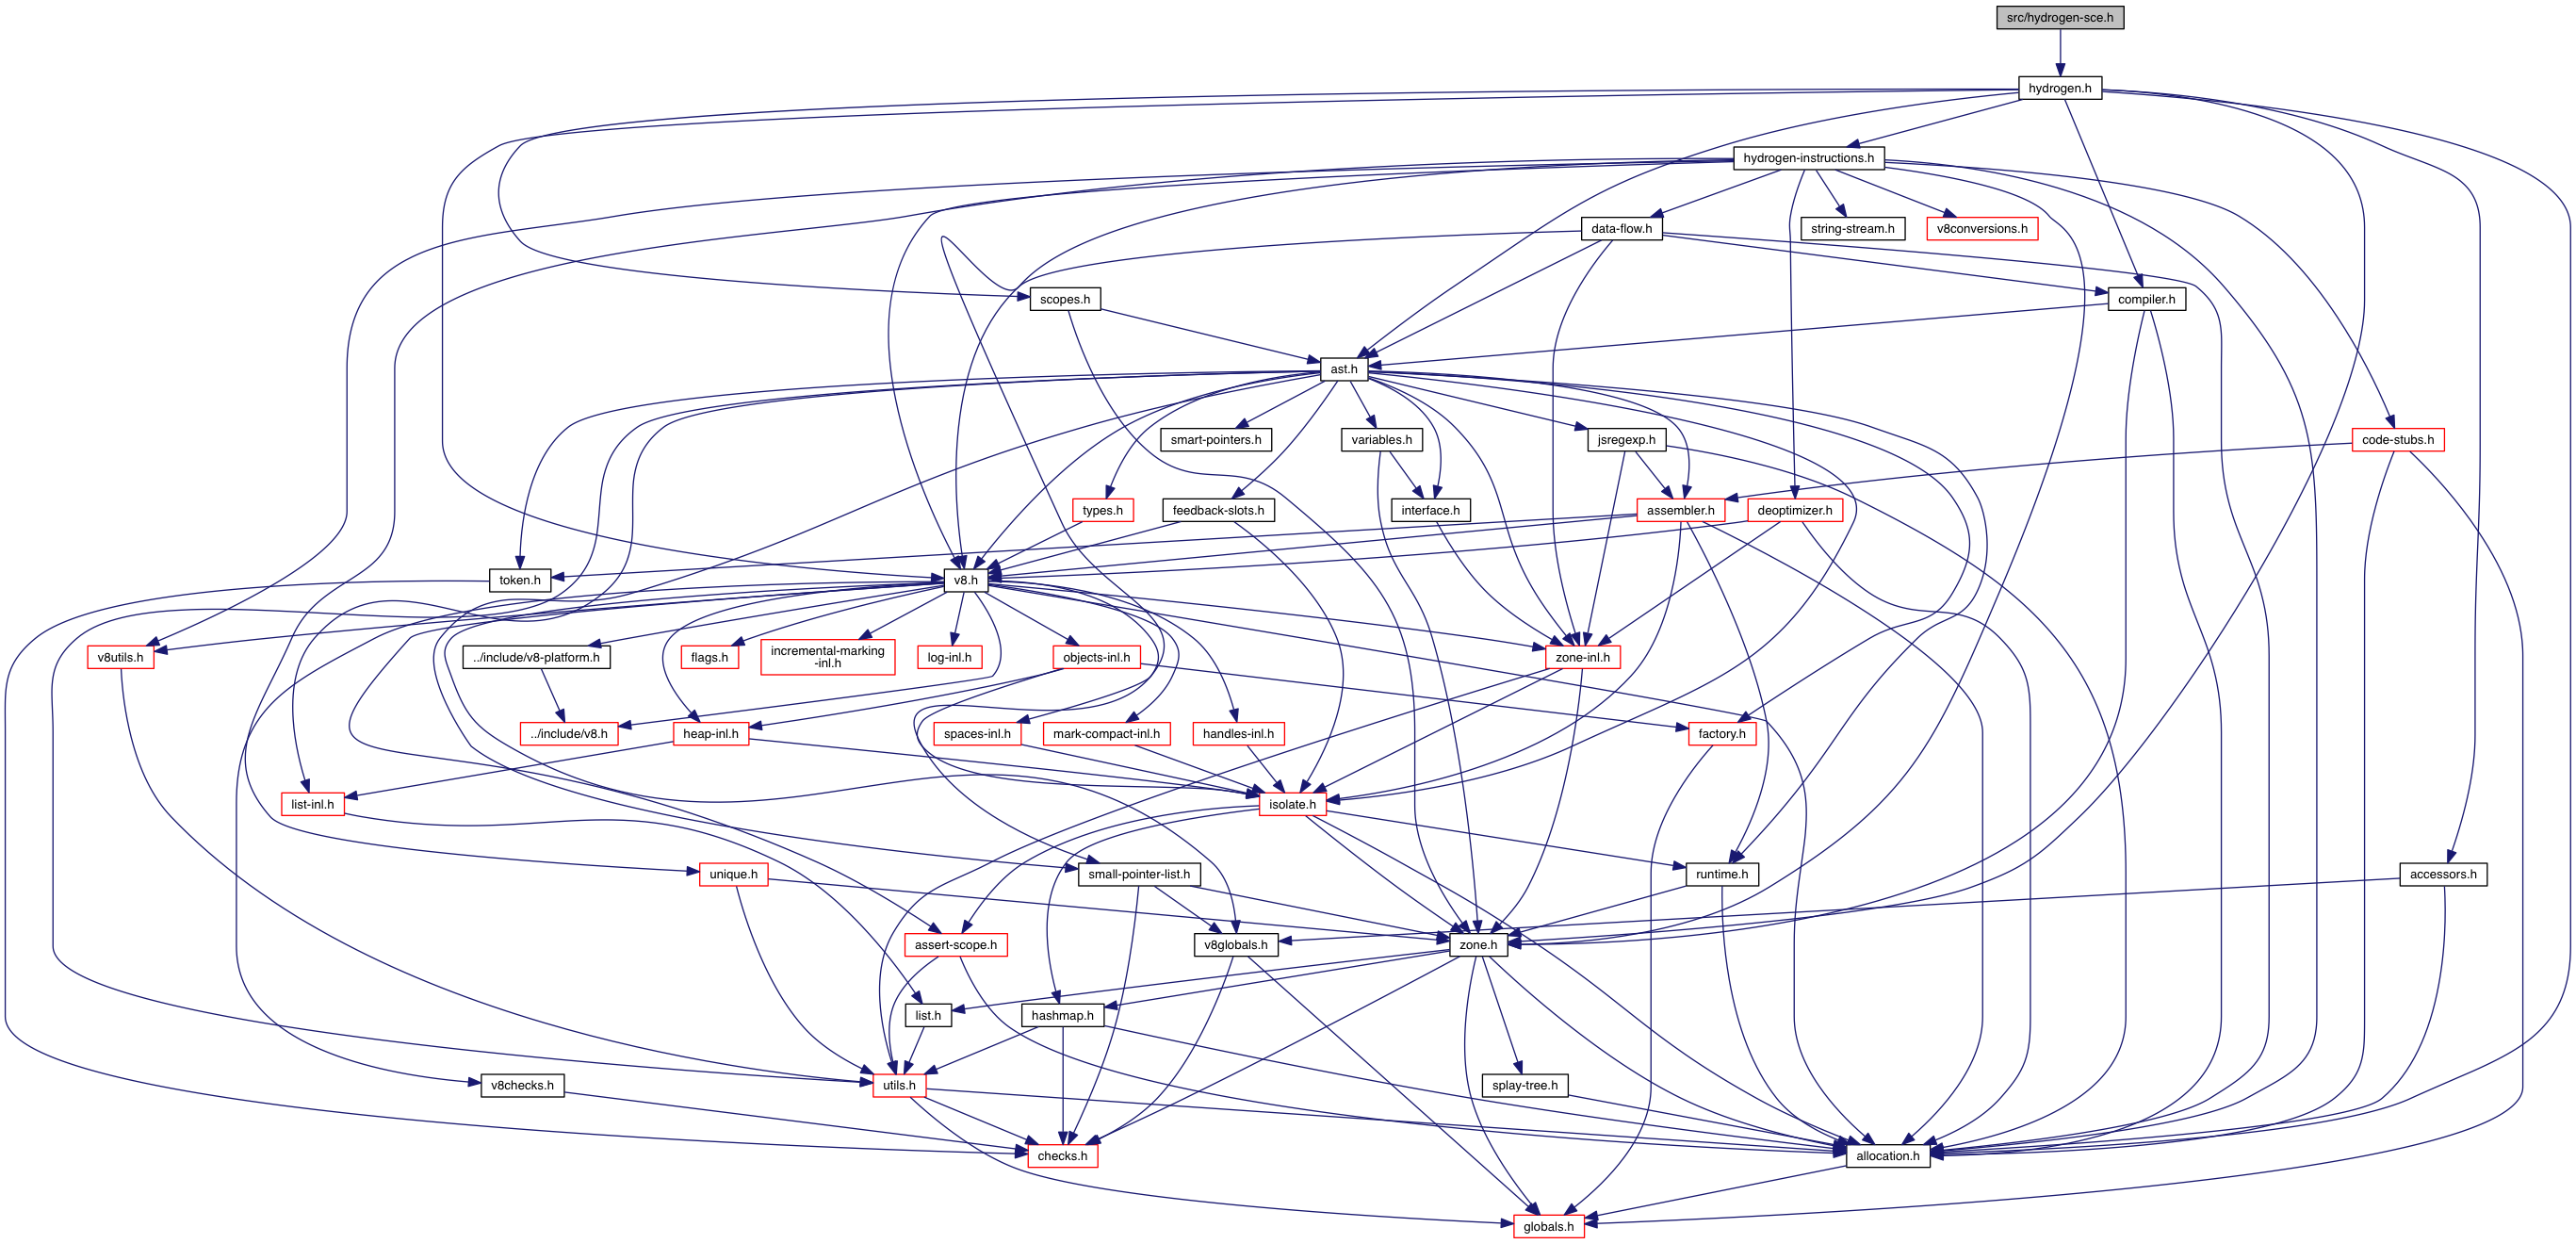 src/hydrogen-sce.h
hydrogen.h
hydrogen-instructions.h
data-flow.h
string-stream.h
v8conversions.h
scopes.h
compiler.h
ast.h
smart-pointers.h
variables.h
jsregexp.h
code-stubs.h
types.h
feedback-slots.h
interface.h
assembler.h
deoptimizer.h
token.h
v8.h
v8utils.h
../include/v8-platform.h
flags.h
incremental-marking
-inl.h
log-inl.h
objects-inl.h
zone-inl.h
../include/v8.h
heap-inl.h
spaces-inl.h
mark-compact-inl.h
handles-inl.h
factory.h
list-inl.h
isolate.h
unique.h
small-pointer-list.h
runtime.h
accessors.h
assert-scope.h
v8globals.h
zone.h
list.h
hashmap.h
v8checks.h
utils.h
splay-tree.h
checks.h
allocation.h
globals.h